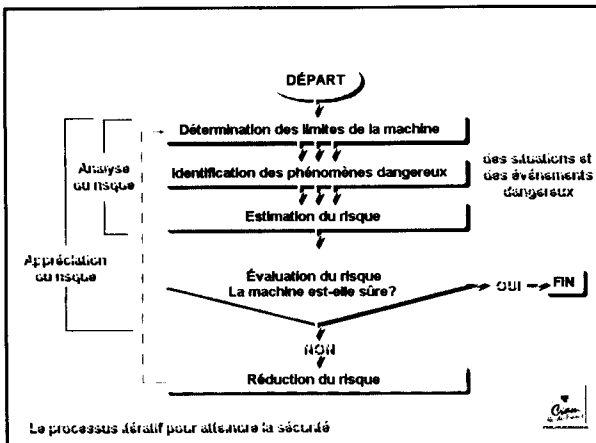 DÉPART
Détermination des limites de la machine
Analyse
du risque
Identification des phénomènes dangereux
des situations et
des événements
dangereux
Estimation du risque
Appréciation
du risque
Évaluation du risque
La machine est-elle sûre?
OUI
FIN
NON
Réduction du risque
Le processus itératif pour atteindre la sécurité